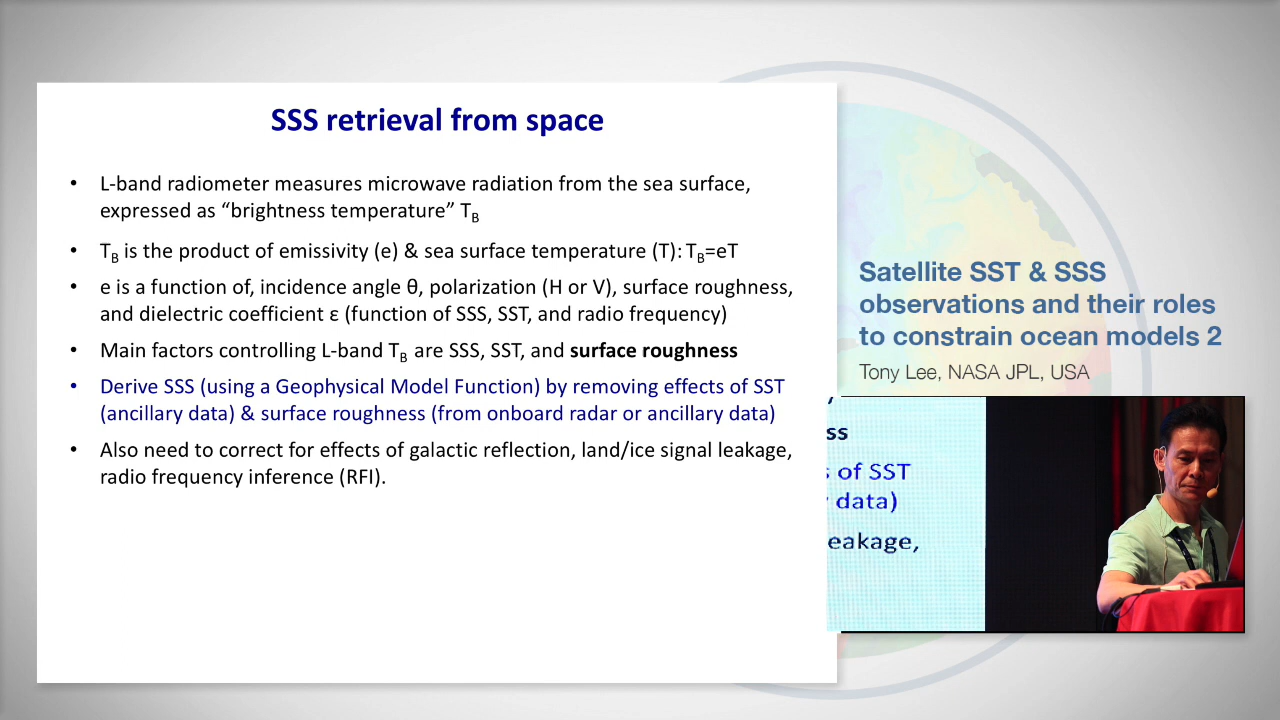 SSS retrieval from space
• L-band radiometer measures microwave radiation from the sea surface,
expressed as “brightness temperature” TB
• TB is the product of emissivity (e) & sea surface temperature (T): TB=eT
• e is a function of, incidence angle θ, polarization (H or V), surface roughness,
and dielectric coefficient ε (function of SSS, SST, and radio frequency)
• Main factors controlling L-band TB are SSS, SST, and surface roughness
• Derive SSS (using a Geophysical Model Function) by removing effects of SST
(ancillary data) & surface roughness (from onboard radar or ancillary data)
• Also need to correct for effects of galactic reflection, land/ice signal leakage,
radio frequency inference (RFI).
Satellite SST & SSS
observations and their roles
to constrain ocean models 2
Tony Lee, NASA JPL, USA
ss
of SST
data)
eakage,